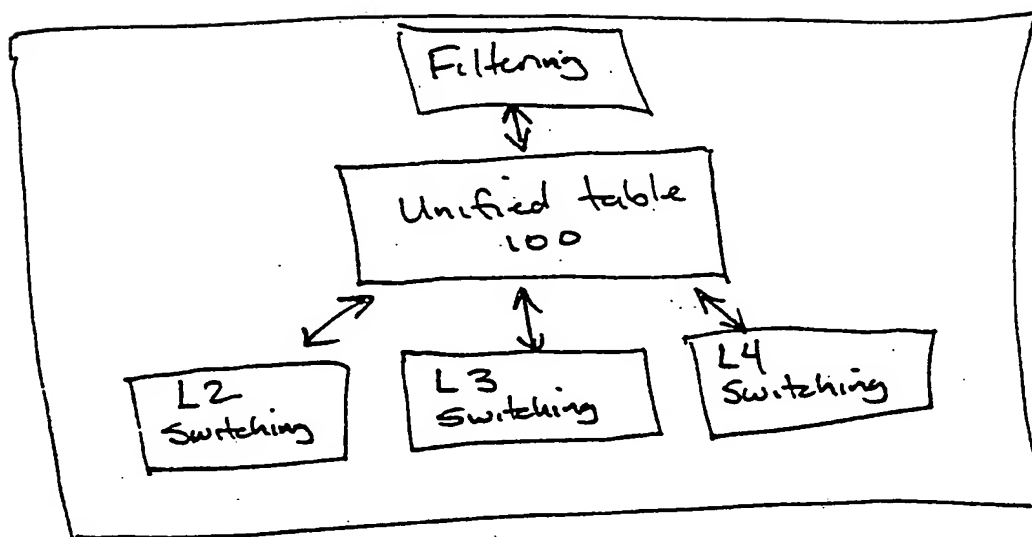 Filtering
Unified table
100
L2
Switching
L3
Switching
L4
Switching